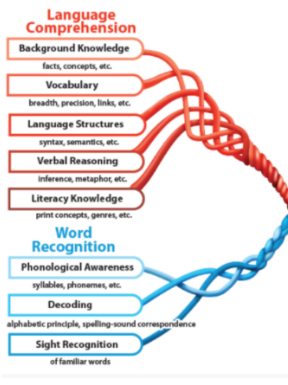 Language
Comprehension
Background Knowledge
facts, concepts, etc.
Vocabulary
breadth, precision, links, etc.
Language Structures
syntax, semantics, etc.
Verbal Reasoning
inference, metaphor, etc.
Literacy Knowledge
print concepts, genres, etc.
Word
Recognition
Phonological Awareness
syllables, phonemes, etc.
Decoding
alphabetic principle, spelling-sound correspondence
Sight Recognition
of familiar words